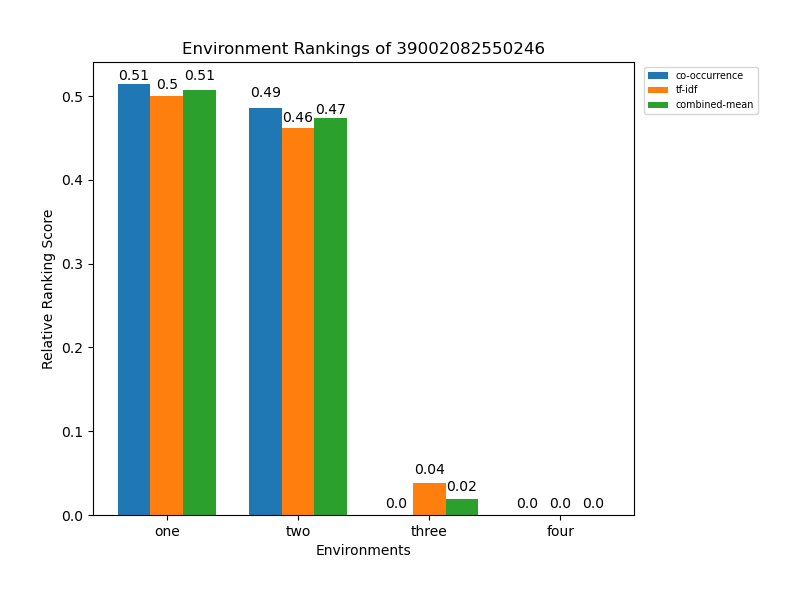 Environment Rankings of 39002082550246
co-occurrence
tf-idf
combined-mean
0.51
0.5
0.51
0.49
0.46
0.47
0.0
0.04
0.02
0.0
0.0
0.0
0.5
0.4
0.3
0.2
0.1
0.0
Relative Ranking Score
one
two
three
four
Environments